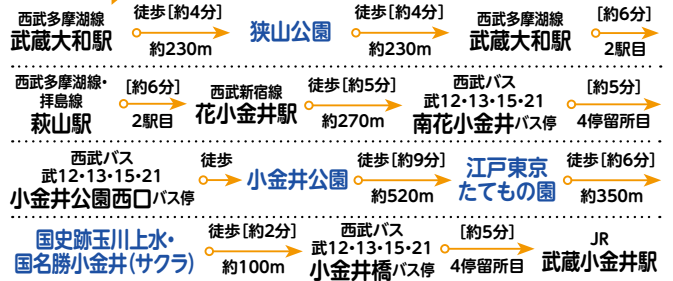 西武多摩湖線
武蔵大和駅
徒歩[約4分]
約230m
狭山公園
徒歩[約4分]
約230m
西武多摩湖線
武蔵大和駅
[約6分]
2駅目
西武多摩湖線・
拝島線
萩山駅
[約6分]
2駅目
西武新宿線
花小金井駅
徒歩[約5分]
約270m
西武バス
武12・13・15・21
南花小金井バス停
[約5分]
4停留所目
西武バス
武12・13・15・21
小金井公園西口バス停
徒歩
小金井公園
徒歩[約9分]
約520m
江戸東京
たてもの園
徒歩[約6分]
約350m
国史跡玉川上水・
国名勝小金井(サクラ)
徒歩[約2分]
約100m
西武バス
武12・13・15・21
小金井橋バス停
[約5分]
4停留所目
JR
武蔵小金井駅